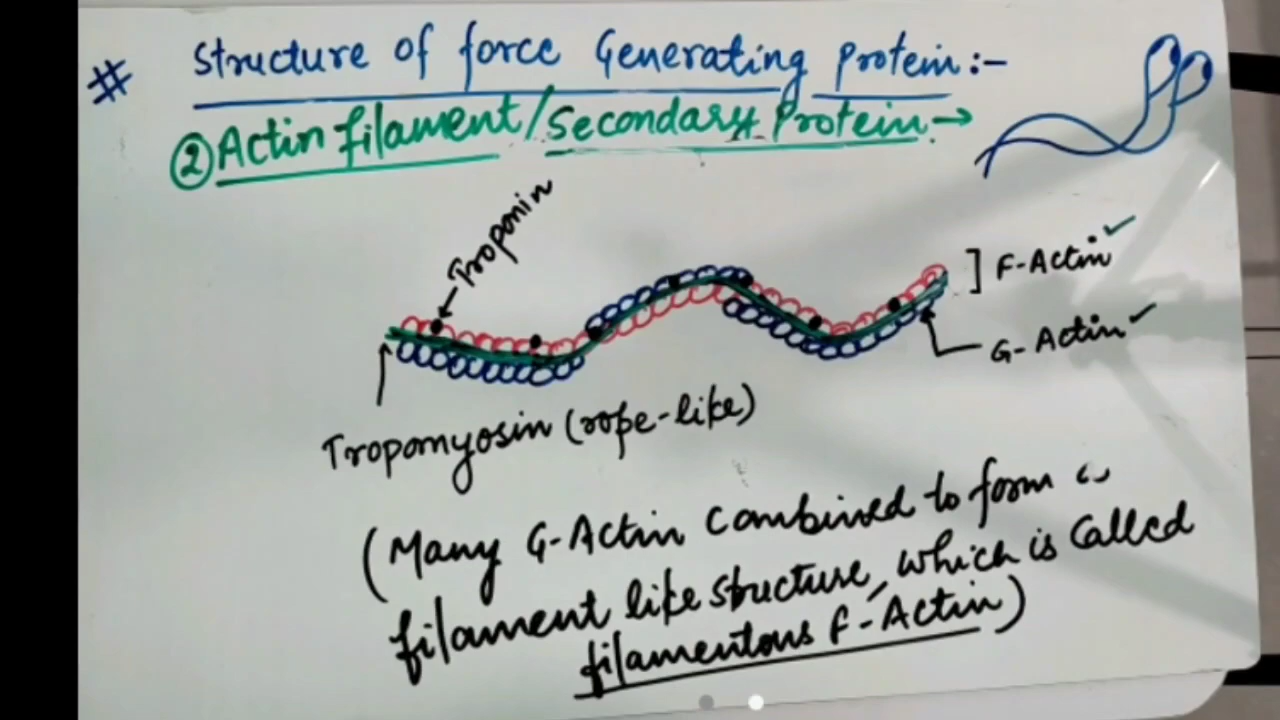 # Structure of force Generating Protein:-
② Actin filament/Secondary Protein→
Troponin
] F-Actin ✓
G-Actin ✓
Tropomyosin (rope-like)
(Many G-Actin combined to form
filament like structure, which is called
filamentous F-Actin)